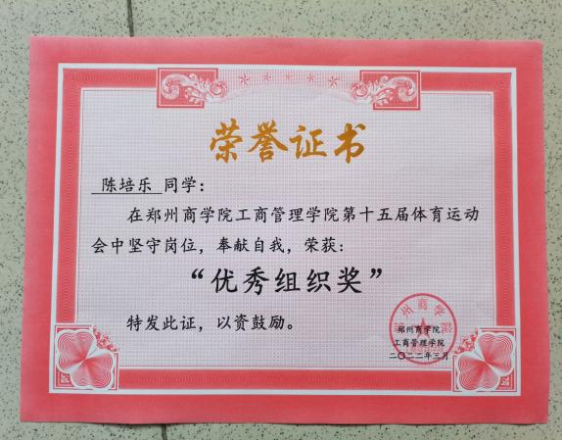 荣誉证书
陈培乐 同学：
在郑州商学院工商管理学院第十五届体育运动
会中坚守岗位，奉献自我，荣获：
“优秀组织奖”
特发此证，以资鼓励。
郑州商学院
工商管理学院
二〇二二年三月